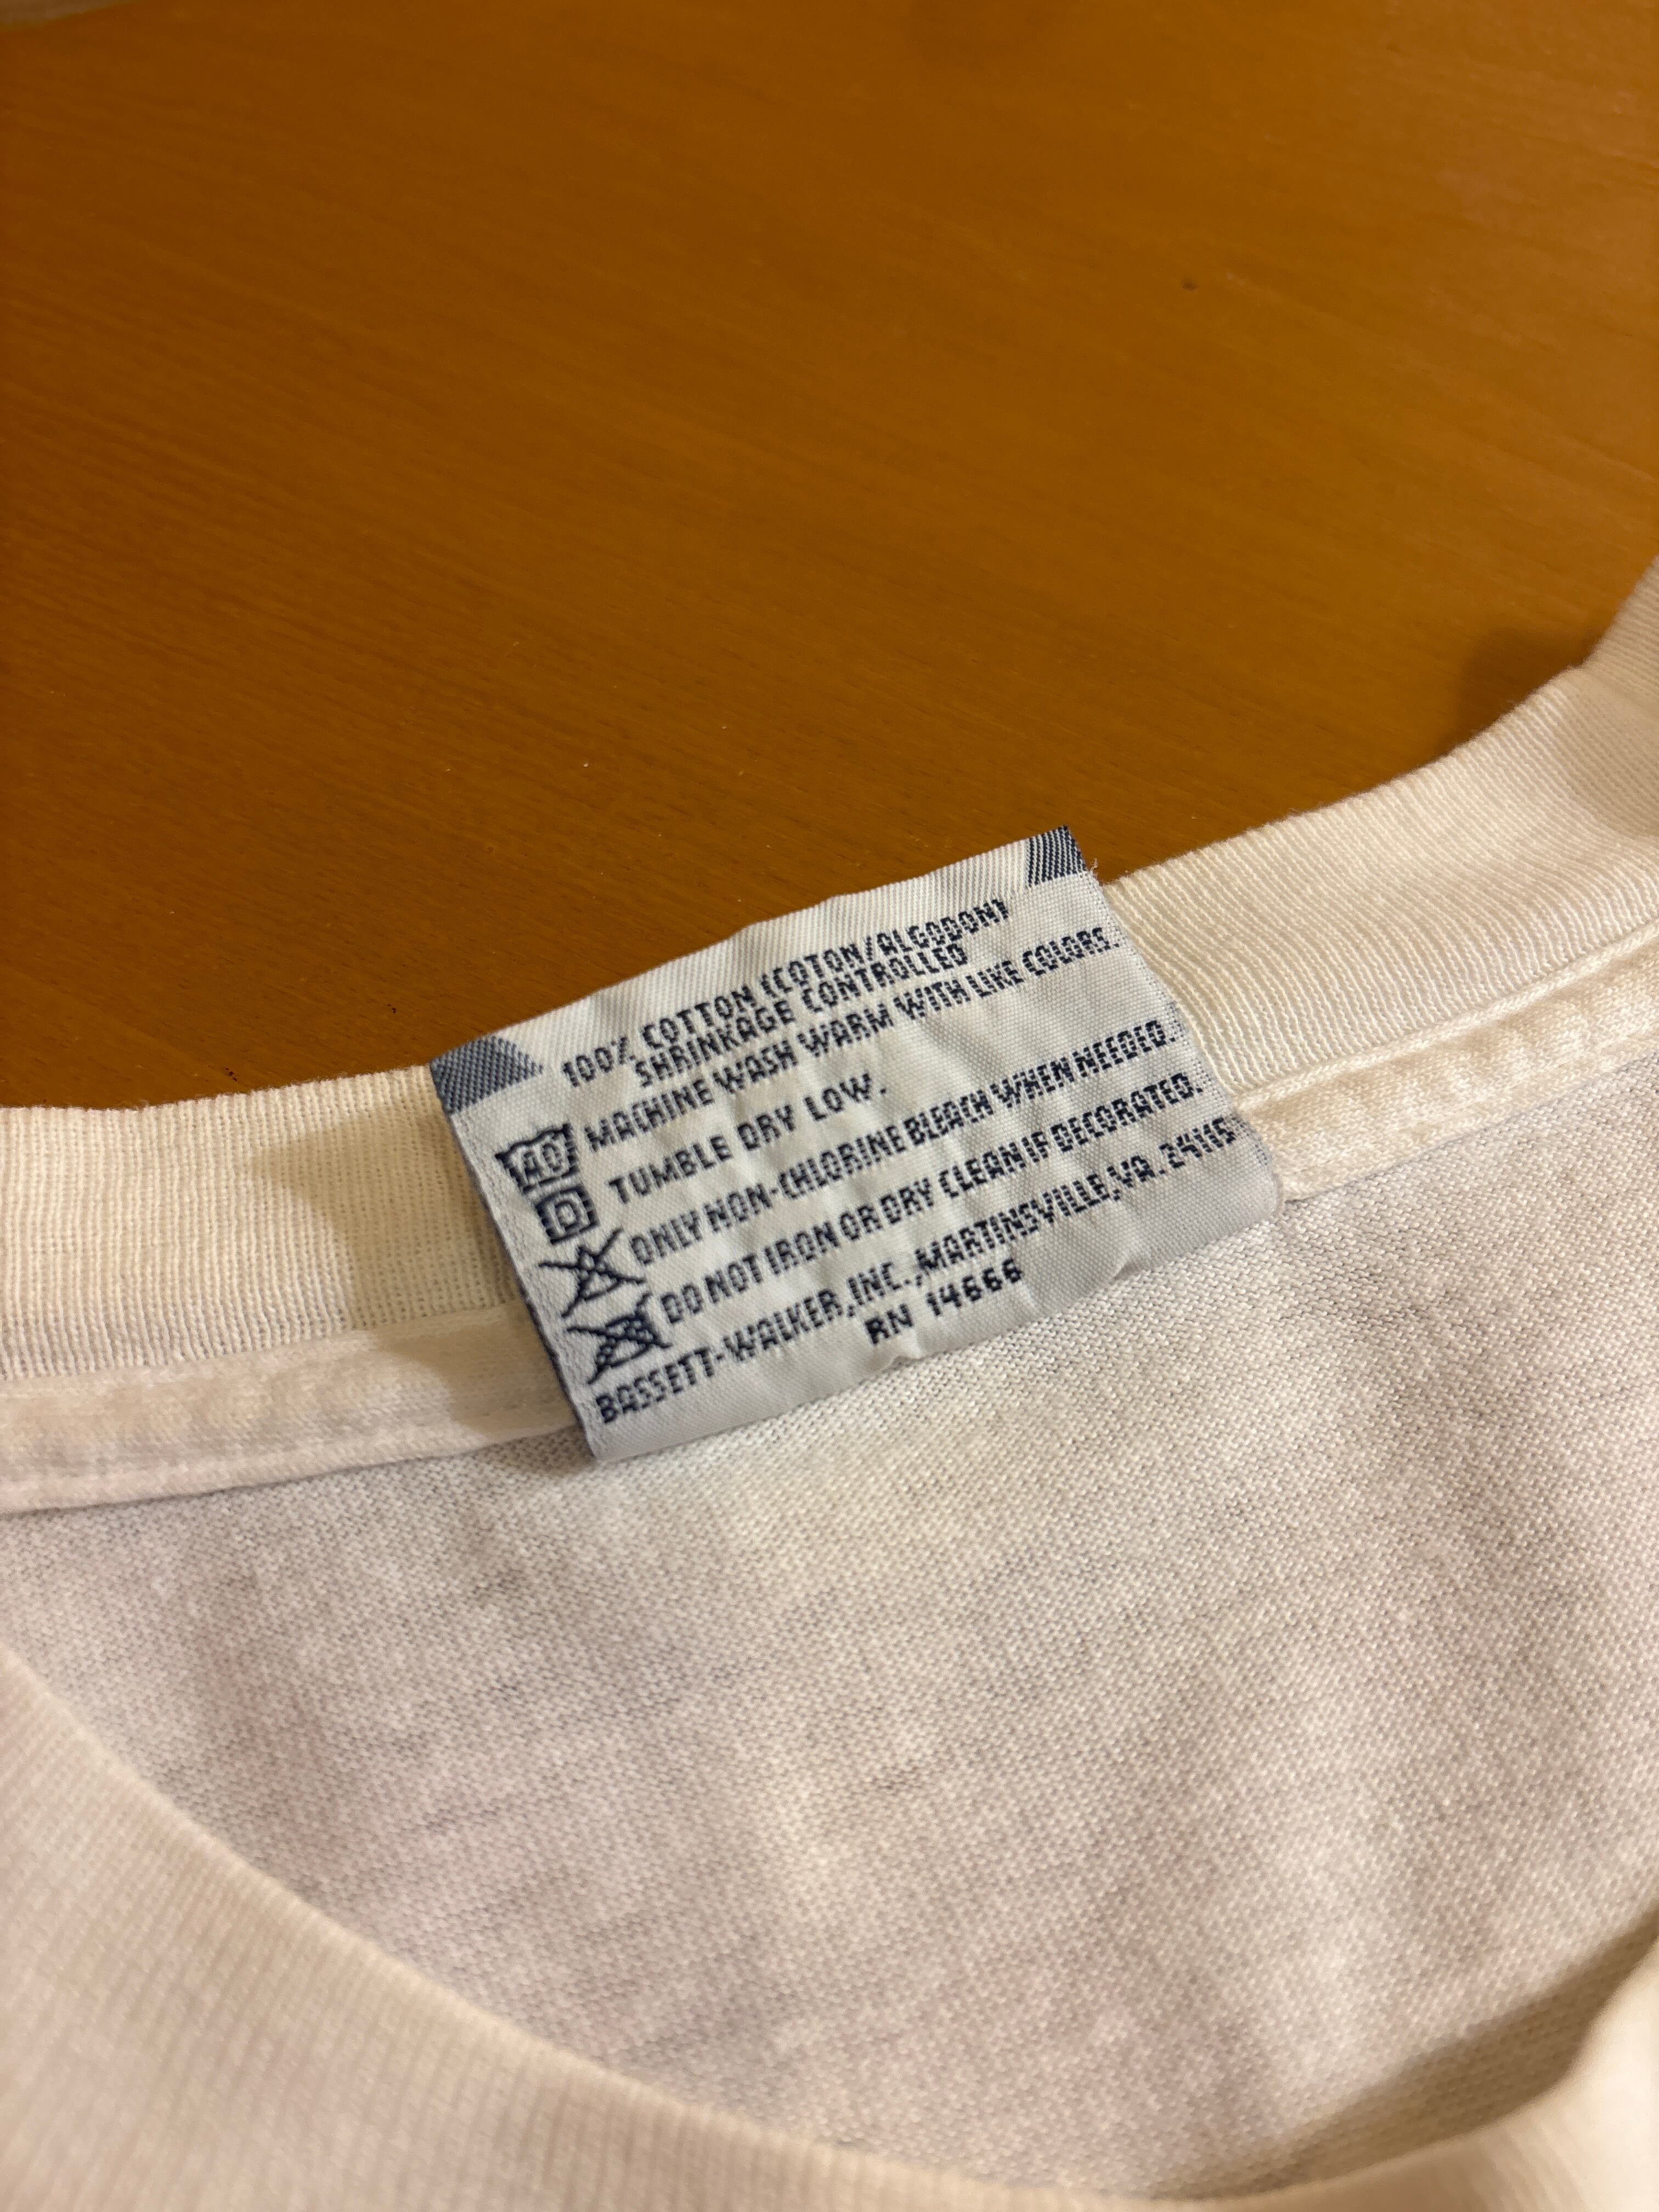 100% COTTON (COTON/ALGODON)
SHRINKAGE CONTROLLED
MACHINE WASH WARM WITH LIKE COLORS.
40
TUMBLE DRY LOW.
ONLY NON-CHLORINE BLEACH WHEN NEEDED.
DO NOT IRON OR DRY CLEAN IF DECORATED.
BASSETT-WALKER, INC., MARTINSVILLE, VA. 24115
RN 14666